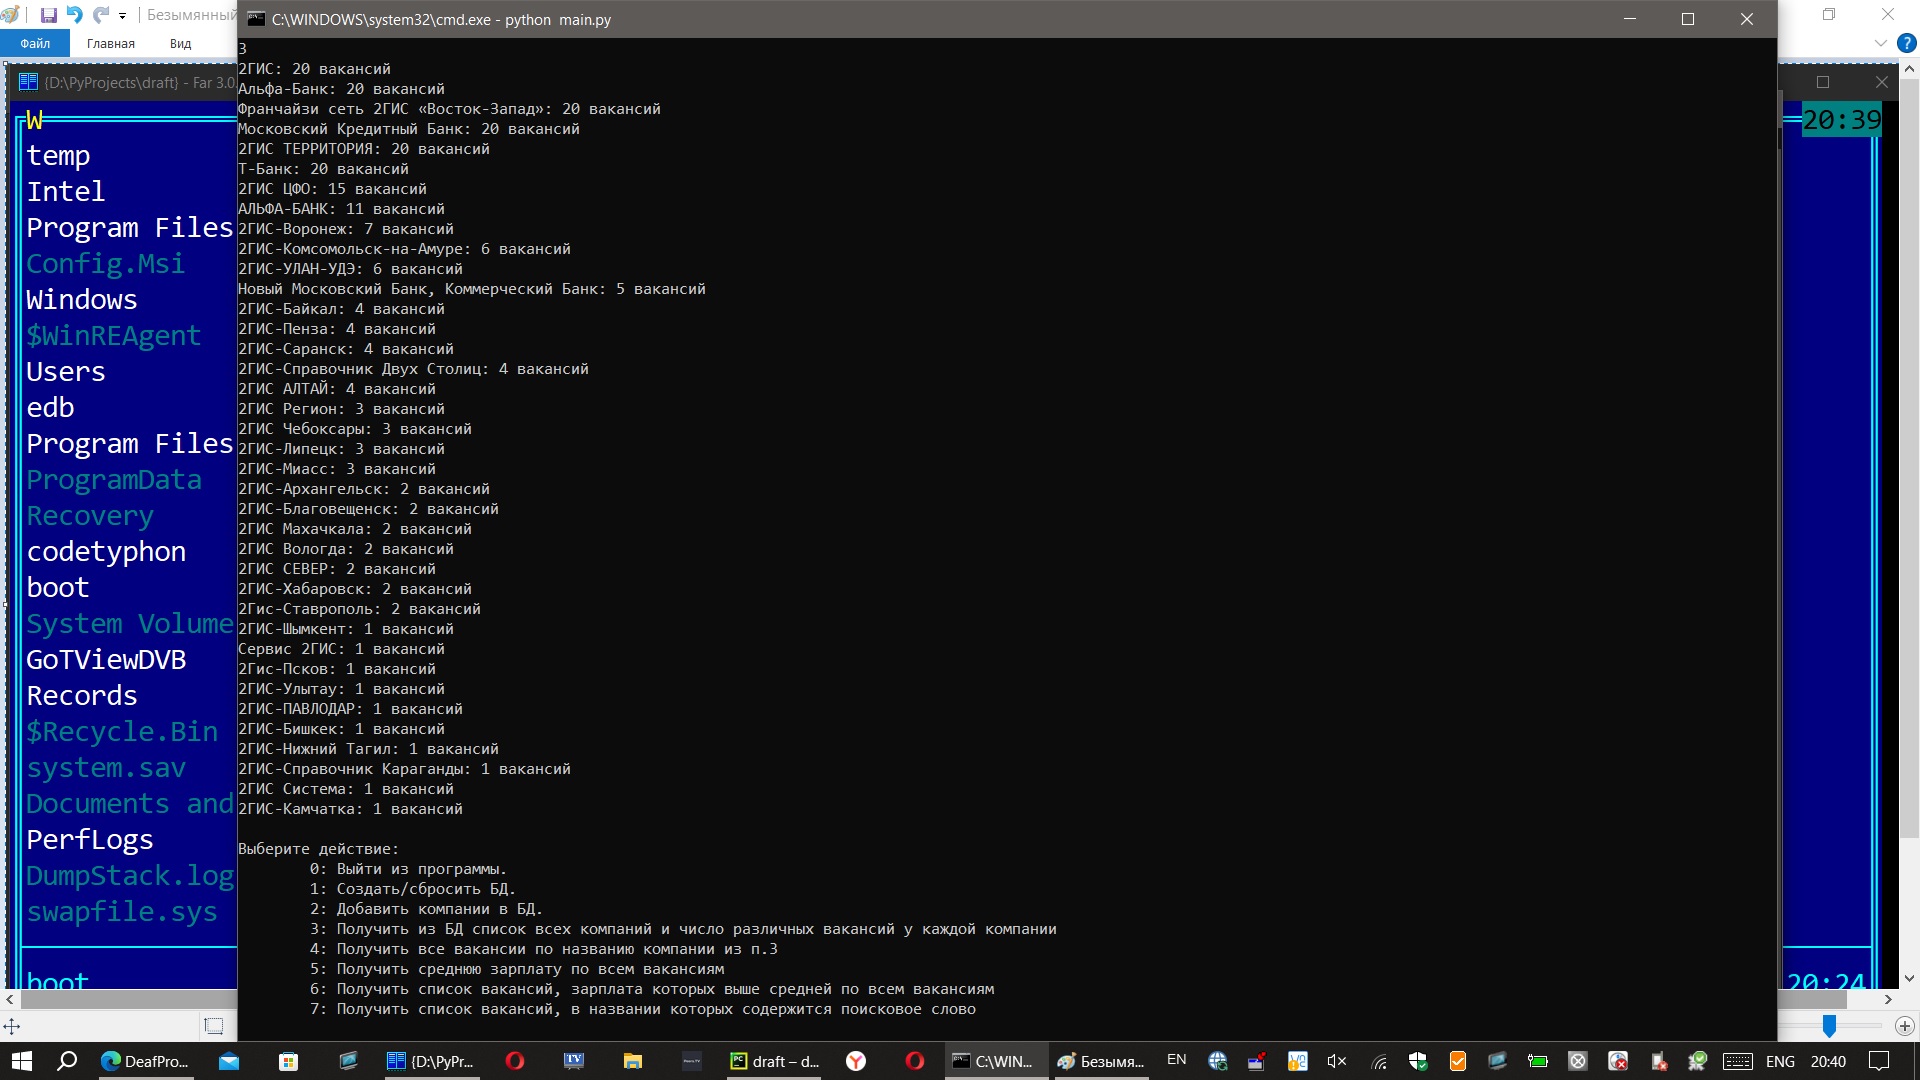 Безымянный
C:\WINDOWS\system32\cmd.exe - python  main.py
Файл
Главная
Вид
{D:\PyProjects\draft} - Far 3.0.
W
20:39
temp
Intel
Program Files
Config.Msi
Windows
$WinREAgent
Users
edb
Program Files
ProgramData
Recovery
codetyphon
boot
System Volume
GoTViewDVB
Records
$Recycle.Bin
system.sav
Documents and
PerfLogs
DumpStack.log
swapfile.sys
boot
20:24
3
2ГИС: 20 вакансий
Альфа-Банк: 20 вакансий
Франчайзи сеть 2ГИС «Восток-Запад»: 20 вакансий
Московский Кредитный Банк: 20 вакансий
2ГИС ТЕРРИТОРИЯ: 20 вакансий
Т-Банк: 20 вакансий
2ГИС ЦФО: 15 вакансий
АЛЬФА-БАНК: 11 вакансий
2ГИС-Воронеж: 7 вакансий
2ГИС-Комсомольск-на-Амуре: 6 вакансий
2ГИС-УЛАН-УДЭ: 6 вакансий
Новый Московский Банк, Коммерческий Банк: 5 вакансий
2ГИС-Байкал: 4 вакансий
2ГИС-Пенза: 4 вакансий
2ГИС-Саранск: 4 вакансий
2ГИС-Справочник Двух Столиц: 4 вакансий
2ГИС АЛТАЙ: 4 вакансий
2ГИС Регион: 3 вакансий
2ГИС Чебоксары: 3 вакансий
2ГИС-Липецк: 3 вакансий
2ГИС-Миасс: 3 вакансий
2ГИС-Архангельск: 2 вакансий
2ГИС-Благовещенск: 2 вакансий
2ГИС Махачкала: 2 вакансий
2ГИС Вологда: 2 вакансий
2ГИС СЕВЕР: 2 вакансий
2ГИС-Хабаровск: 2 вакансий
2Гис-Ставрополь: 2 вакансий
2ГИС-Шымкент: 1 вакансий
Сервис 2ГИС: 1 вакансий
2Гис-Псков: 1 вакансий
2ГИС-Улытау: 1 вакансий
2ГИС-ПАВЛОДАР: 1 вакансий
2ГИС-Бишкек: 1 вакансий
2ГИС-Нижний Тагил: 1 вакансий
2ГИС-Справочник Караганды: 1 вакансий
2ГИС Система: 1 вакансий
2ГИС-Камчатка: 1 вакансий
Выберите действие:
0: Выйти из программы.
1: Создать/сбросить БД.
2: Добавить компании в БД.
3: Получить из БД список всех компаний и число различных вакансий у каждой компании
4: Получить все вакансии по названию компании из п.3
5: Получить среднюю зарплату по всем вакансиям
6: Получить список вакансий, зарплата которых выше средней по всем вакансиям
7: Получить список вакансий, в названии которых содержится поисковое слово
DeafPro...
{D:\PyPr...
TV
draft – d...
C:\WIN...
Безымя...
EN
ENG
20:40